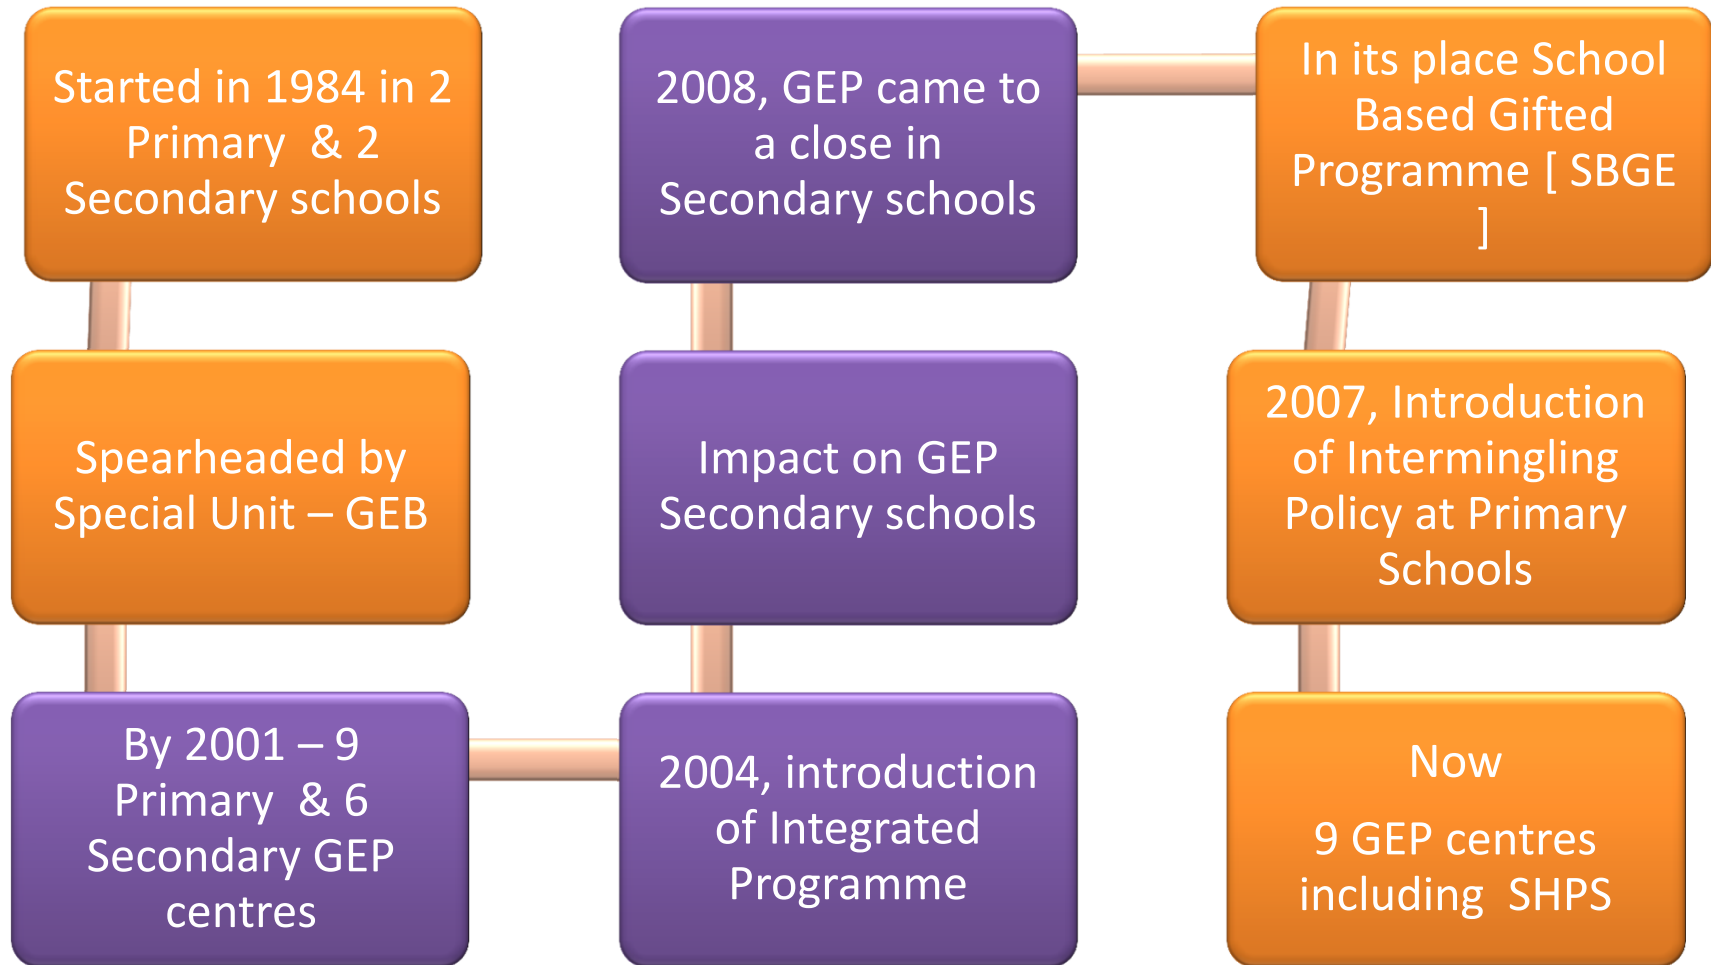 Started in 1984 in 2
Primary & 2
Secondary schools
Spearheaded by
Special Unit – GEB
By 2001 – 9
Primary & 6
Secondary GEP
centres
2004, introduction
of Integrated
Programme
Impact on GEP
Secondary schools
2008, GEP came to
a close in
Secondary schools
In its place School
Based Gifted
Programme [ SBGE
]
2007, Introduction
of Intermingling
Policy at Primary
Schools
Now
9 GEP centres
including SHPS